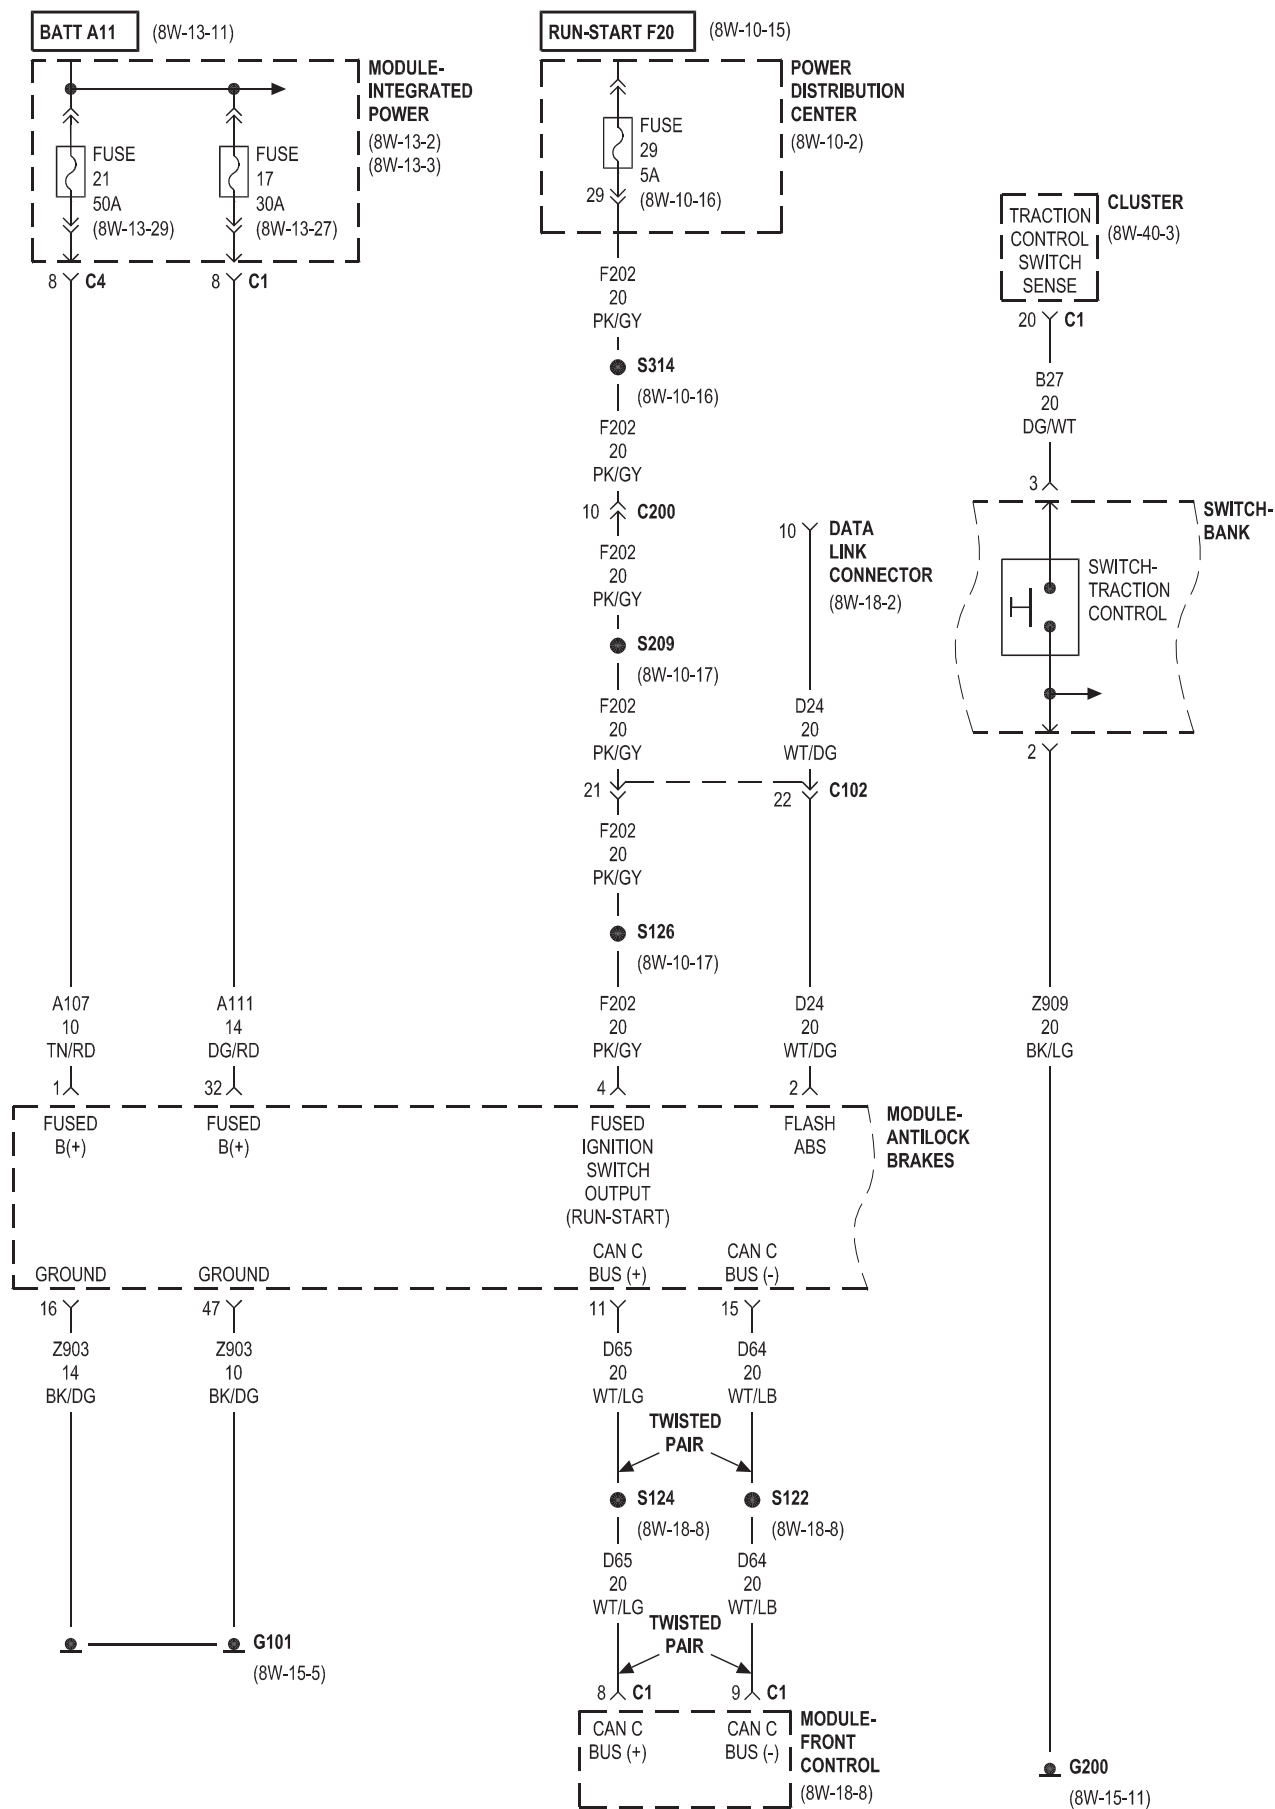 BATT A11 (8W-13-11)
RUN-START F20 (8W-10-15)
MODULE-
INTEGRATED
POWER
(8W-13-2)
(8W-13-3)
FUSE
21
50A
(8W-13-29)
FUSE
17
30A
(8W-13-27)
8 C4
8 C1
POWER
DISTRIBUTION
CENTER
(8W-10-2)
FUSE
29
5A
(8W-10-16)
29
F202
20
PK/GY
S314
(8W-10-16)
F202
20
PK/GY
10 C200
F202
20
PK/GY
S209
(8W-10-17)
F202
20
PK/GY
21
F202
20
PK/GY
S126
(8W-10-17)
10 DATA
LINK
CONNECTOR
(8W-18-2)
D24
20
WT/DG
22 C102
TRACTION
CONTROL
SWITCH
SENSE
CLUSTER
(8W-40-3)
20 C1
B27
20
DG/WT
3
SWITCH-
BANK
SWITCH-
TRACTION
CONTROL
2
A107
10
TN/RD
1
A111
14
DG/RD
32
F202
20
PK/GY
4
D24
20
WT/DG
2
Z909
20
BK/LG
FUSED
B(+)
FUSED
B(+)
FUSED
IGNITION
SWITCH
OUTPUT
(RUN-START)
FLASH
ABS
MODULE-
ANTILOCK
BRAKES
GROUND
GROUND
CAN C
BUS (+)
CAN C
BUS (-)
16
47
11
15
Z903
14
BK/DG
Z903
10
BK/DG
D65
20
WT/LG
D64
20
WT/LB
TWISTED
PAIR
S124
(8W-18-8)
S122
(8W-18-8)
D65
20
WT/LG
D64
20
WT/LB
TWISTED
PAIR
G101
(8W-15-5)
8 C1
9 C1
CAN C
BUS (+)
CAN C
BUS (-)
MODULE-
FRONT
CONTROL
(8W-18-8)
G200
(8W-15-11)